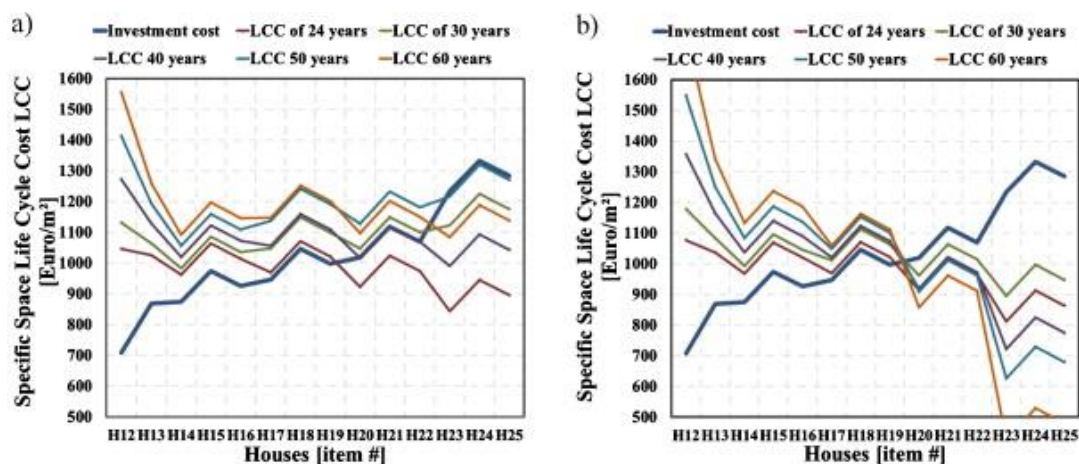 a)
Investment cost LCC of 24 years LCC of 30 years
LCC 40 years LCC 50 years LCC 60 years
Specific Space Life Cycle Cost LCC
[Euro/m²]
1600
1500
1400
1300
1200
1100
1000
900
800
700
600
500
H12 H13 H14 H15 H16 H17 H18 H19 H20 H21 H22 H23 H24 H25
Houses [item #]
b)
Investment cost LCC of 24 years LCC of 30 years
LCC 40 years LCC 50 years LCC 60 years
Specific Space Life Cycle Cost LCC
[Euro/m²]
1600
1500
1400
1300
1200
1100
1000
900
800
700
600
500
H12 H13 H14 H15 H16 H17 H18 H19 H20 H21 H22 H23 H24 H25
Houses [item #]